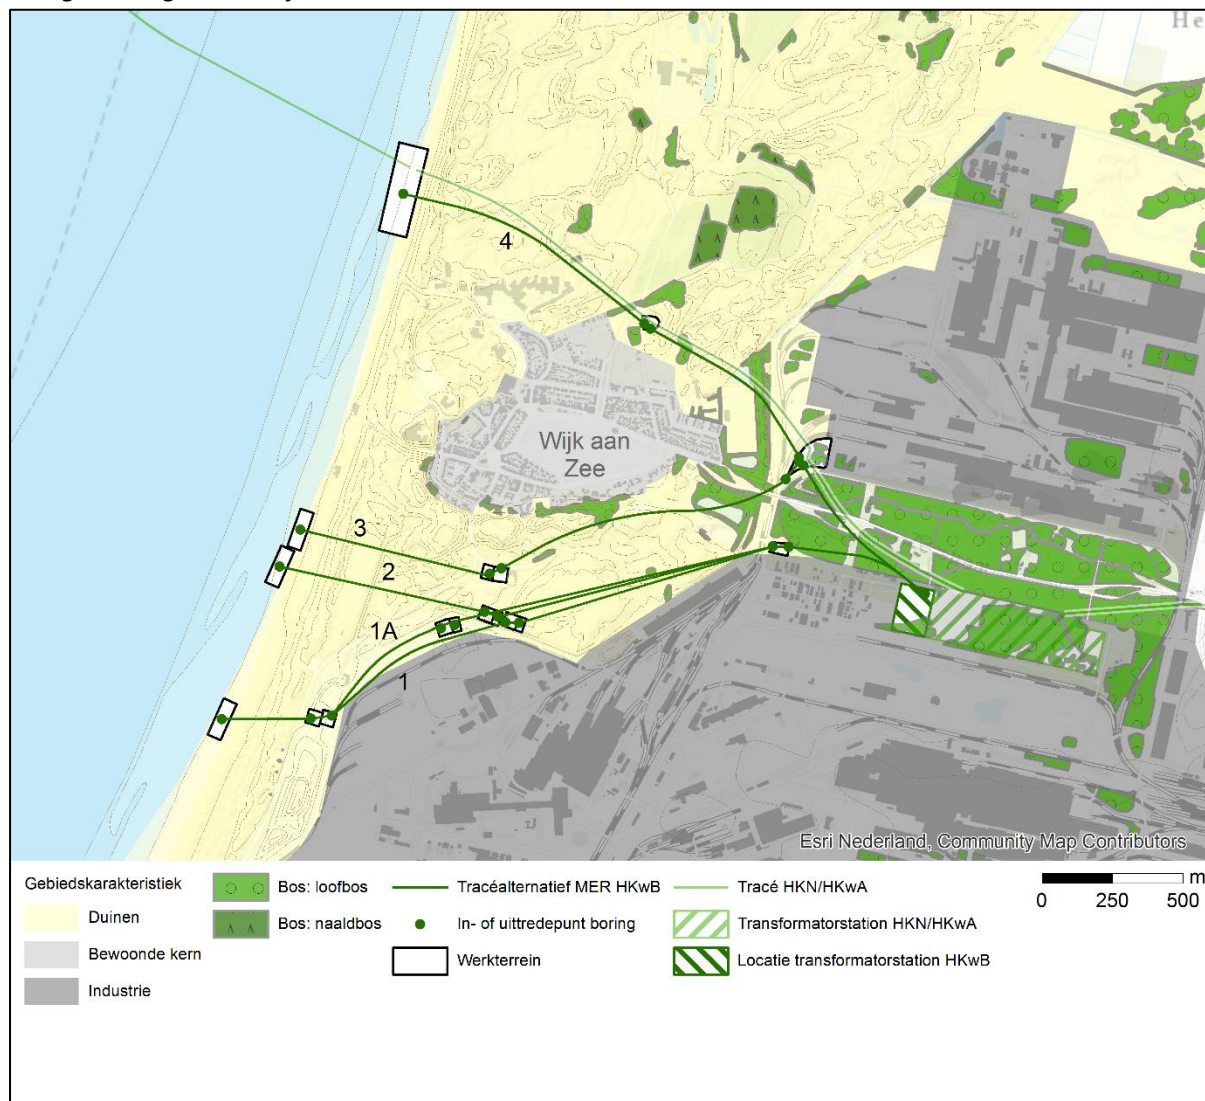 He
4
Wijk aan
Zee
3
2
1A
1
Esri Nederland, Community Map Contributors
Gebiedskarakteristiek
Duinen
Bewoonde kern
Industrie
Bos: loofbos
Bos: naaldbos
Tracéalternatief MER HKwB
In- of uittredepunt boring
Werkterrein
Tracé HKN/HKwA
Transformatorstation HKN/HKwA
Locatie transformatorstation HKwB
m
0 250 500